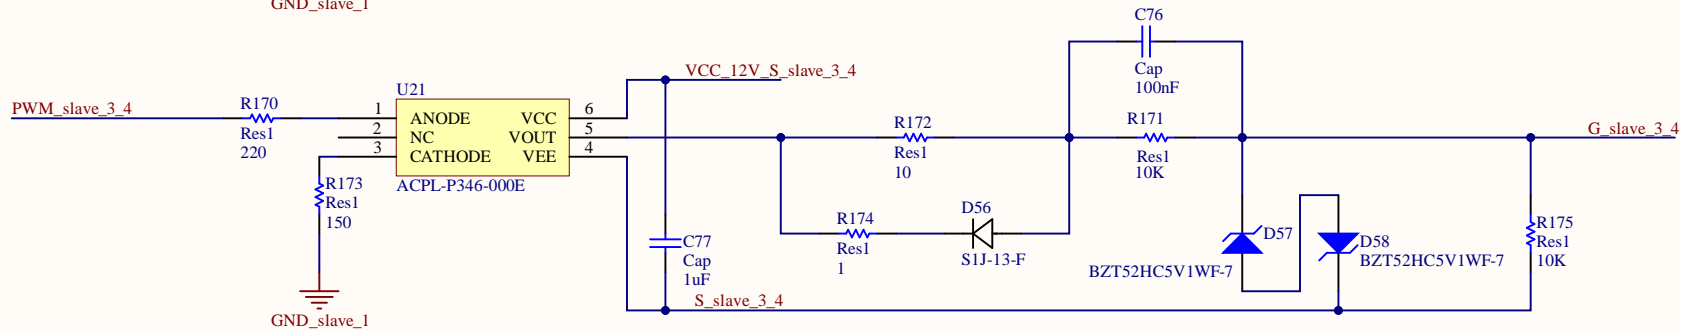 GND_slave_1
C76
Cap
100nF
VCC_12V_S_slave_3_4
U21
PWM_slave_3_4
R170
Res1
220
1
2
3
ANODE
NC
CATHODE
VCC
VOUT
VEE
6
5
4
ACPL-P346-000E
R172
Res1
10
R171
Res1
10K
G_slave_3_4
R173
Res1
150
R174
Res1
1
D56
S1J-13-F
C77
Cap
1uF
D57
BZT52HC5V1WF-7
D58
BZT52HC5V1WF-7
R175
Res1
10K
S_slave_3_4
GND_slave_1